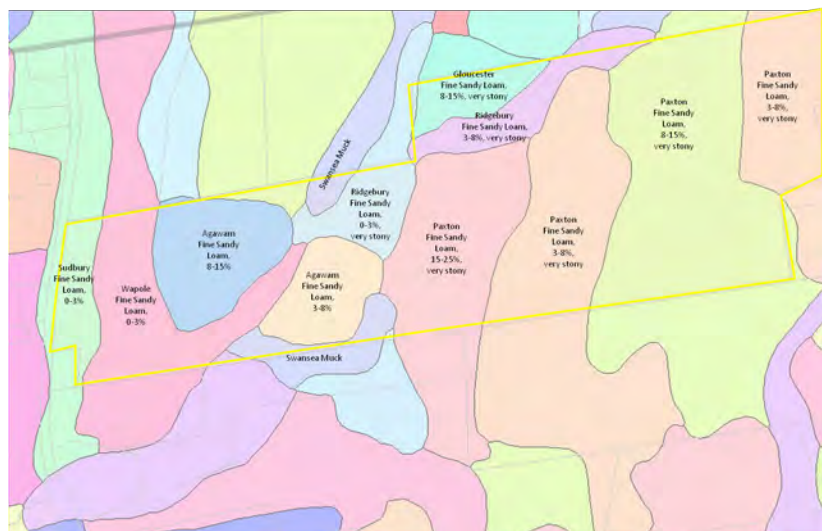 Gloucester
Fine Sandy Loam,
8-15%, very stony
Paxton
Fine Sandy
Loam,
3-8%,
very stony
Paxton
Fine Sandy
Loam,
8-15%,
very stony
Ridgebury
Fine Sandy Loam,
3-8%, very stony
Swansea Muck
Ridgebury
Fine Sandy
Loam,
0-3%,
very stony
Agawam
Fine Sandy
Loam,
8-15%
Paxton
Fine Sandy
Loam,
15-25%,
very stony
Paxton
Fine Sandy
Loam,
3-8%,
very stony
Sudbury
Fine Sandy
Loam,
0-3%
Wapole
Fine Sandy
Loam,
0-3%
Agawam
Fine Sandy
Loam,
3-8%
Swansea Muck